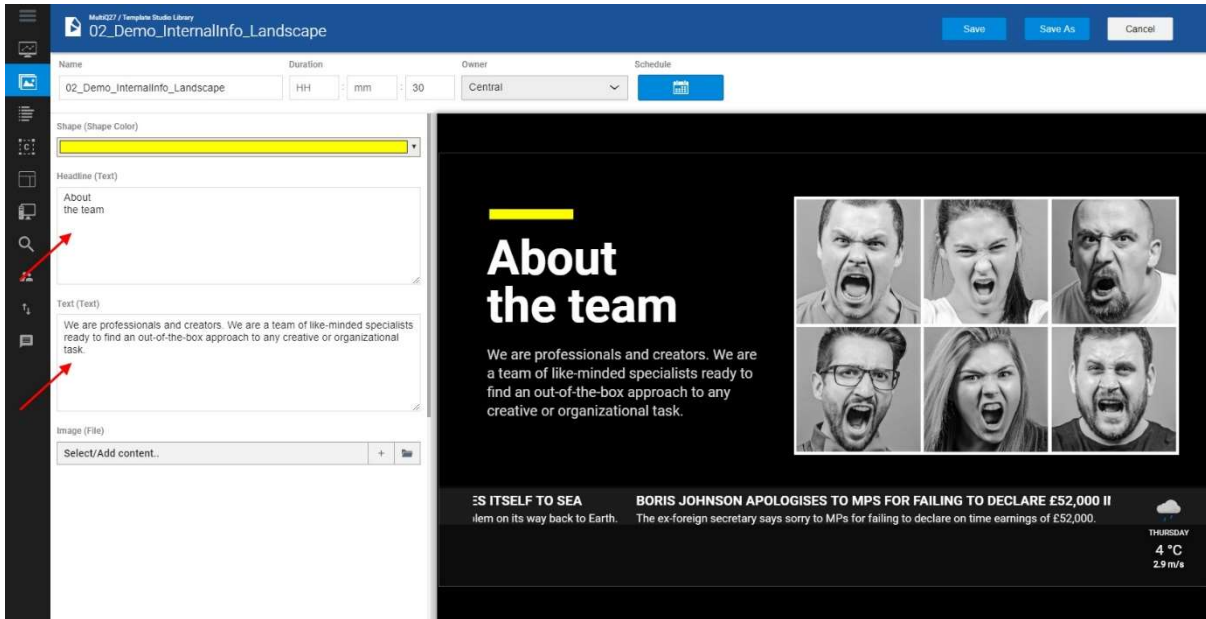 MultiQ27 / Template Studio Library
02_Demo_InternalInfo_Landscape
Save
Save As
Cancel
Name
Duration
Owner
Schedule
02_Demo_InternalInfo_Landscape
HH : mm : 30
Central
Shape (Shape Color)
Headline (Text)
About
the team
Text (Text)
We are professionals and creators. We are a team of like-minded specialists
ready to find an out-of-the-box approach to any creative or organizational
task.
Image (File)
Select/Add content..
+
About
the team
We are professionals and creators. We are
a team of like-minded specialists ready to
find an out-of-the-box approach to any
creative or organizational task.
ES ITSELF TO SEA
BORIS JOHNSON APOLOGISES TO MPS FOR FAILING TO DECLARE £52,000 I
lem on its way back to Earth.
The ex-foreign secretary says sorry to MPs for failing to declare on time earnings of £52,000.
THURSDAY
4 °C
2.9 m/s